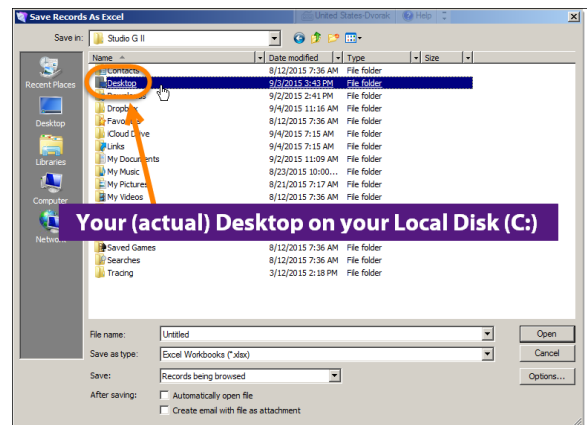 Save Records As Excel United States-Dvorak Help
Save in: Studio G II
Name Date modified Type Size
Contacts 8/12/2015 7:36 AM File folder
Desktop 9/3/2015 3:43 PM File folder
Downloads 9/2/2015 2:41 PM File folder
Dropbox 9/4/2015 11:16 AM File folder
Favorites 8/12/2015 7:36 AM File folder
iCloud Drive 9/4/2015 7:15 AM File folder
Links 9/4/2015 7:15 AM File folder
My Documents 9/2/2015 11:09 AM File folder
My Music 8/23/2015 10:00... File folder
My Pictures 8/21/2015 7:17 AM File folder
My Videos 8/12/2015 7:36 AM File folder
Recent Places
Desktop
Libraries
Computer
Network
Your (actual) Desktop on your Local Disk (C:)
Saved Games 8/12/2015 7:36 AM File folder
Searches 8/12/2015 7:36 AM File folder
Tracing 3/12/2015 2:18 PM File folder
File name: Untitled Open
Save as type: Excel Workbooks (*.xlsx) Cancel
Save: Records being browsed Options...
After saving: Automatically open file
Create email with file as attachment